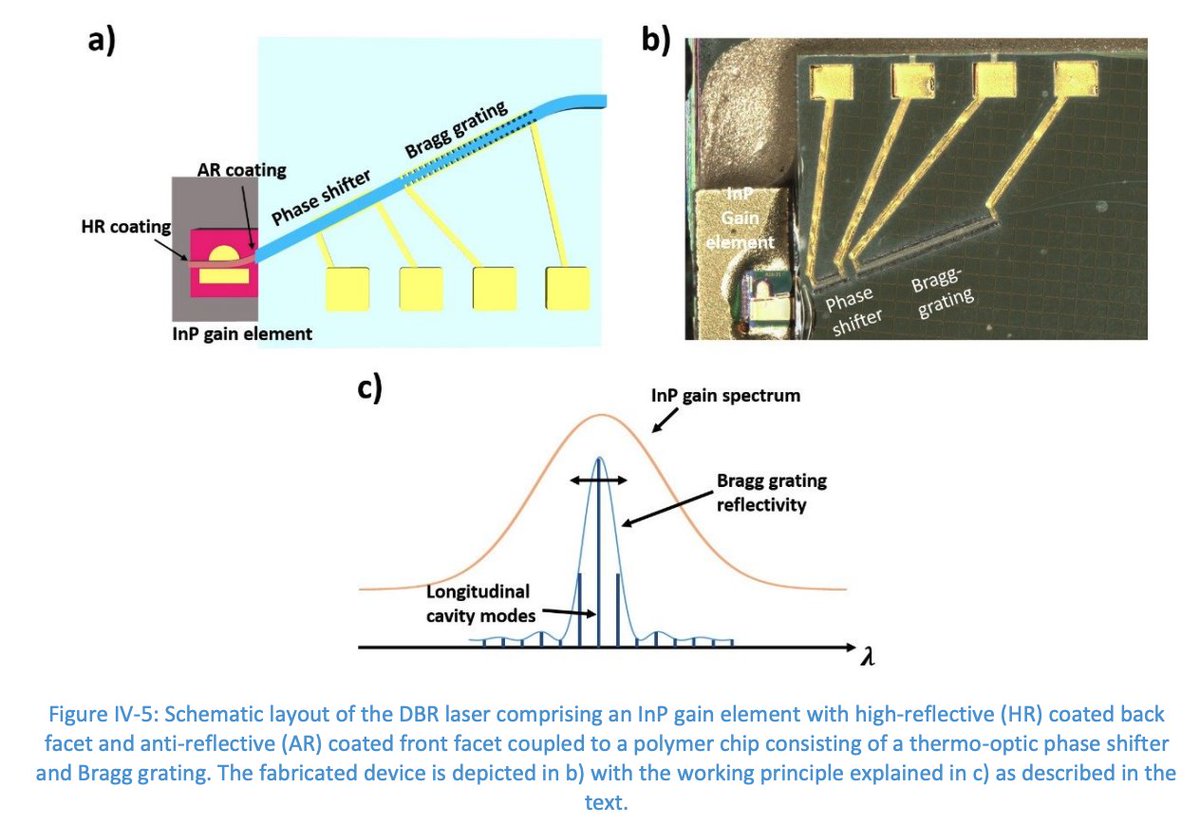 a)
b)
Bragg grating
AR coating
Phase shifter
HR coating
InP gain element
InP
Gain
element
Phase
shifter
Bragg-
grating
c)
InP gain spectrum
Bragg grating
reflectivity
Longitudinal
cavity modes
λ
Figure IV-5: Schematic layout of the DBR laser comprising an InP gain element with high-reflective (HR) coated back
facet and anti-reflective (AR) coated front facet coupled to a polymer chip consisting of a thermo-optic phase shifter
and Bragg grating. The fabricated device is depicted in b) with the working principle explained in c) as described in the
text.